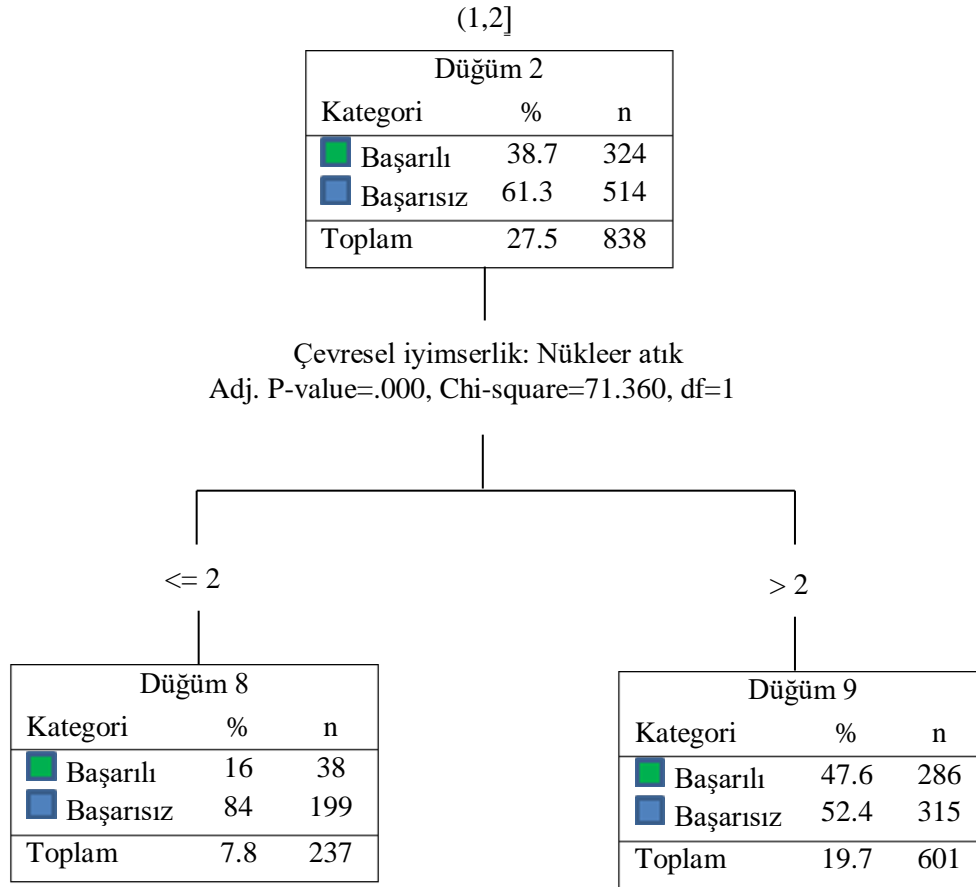 (1,2]
Düğüm 2
Kategori % n
Başarılı 38.7 324
Başarısız 61.3 514
Toplam 27.5 838
Çevresel iyimserlik: Nükleer atık
Adj. P-value=.000, Chi-square=71.360, df=1
<= 2
> 2
Düğüm 8
Kategori % n
Başarılı 16 38
Başarısız 84 199
Toplam 7.8 237
Düğüm 9
Kategori % n
Başarılı 47.6 286
Başarısız 52.4 315
Toplam 19.7 601